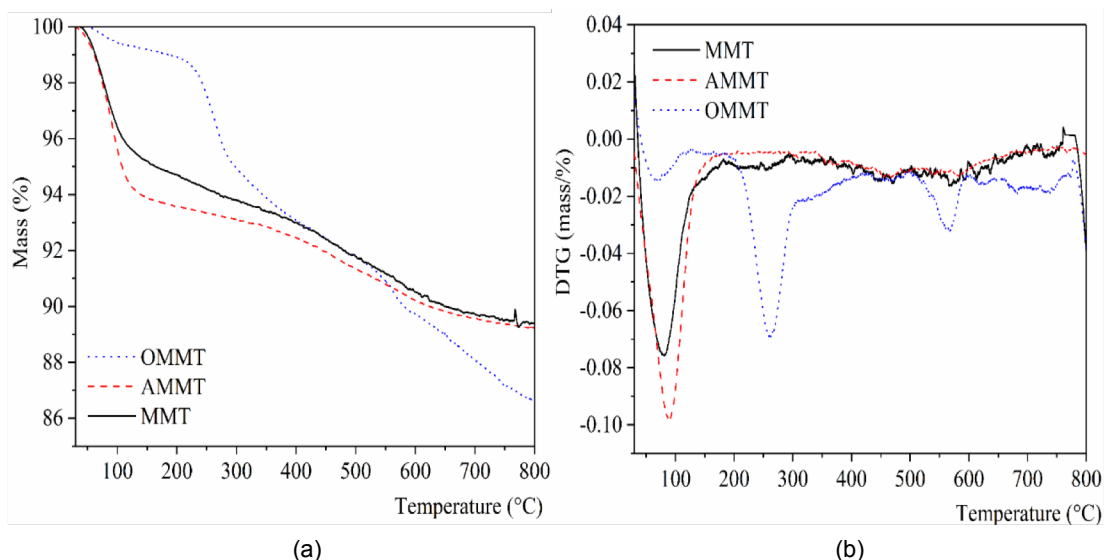 100
98
96
94
92
90
88
86
Mass (%)
OMMT
AMMT
MMT
100 200 300 400 500 600 700 800
Temperature (°C)
(a)
0.04
0.02
0.00
-0.02
-0.04
-0.06
-0.08
-0.10
DTG (mass/%)
MMT
AMMT
OMMT
100 200 300 400 500 600 700 800
Temperature (°C)
(b)